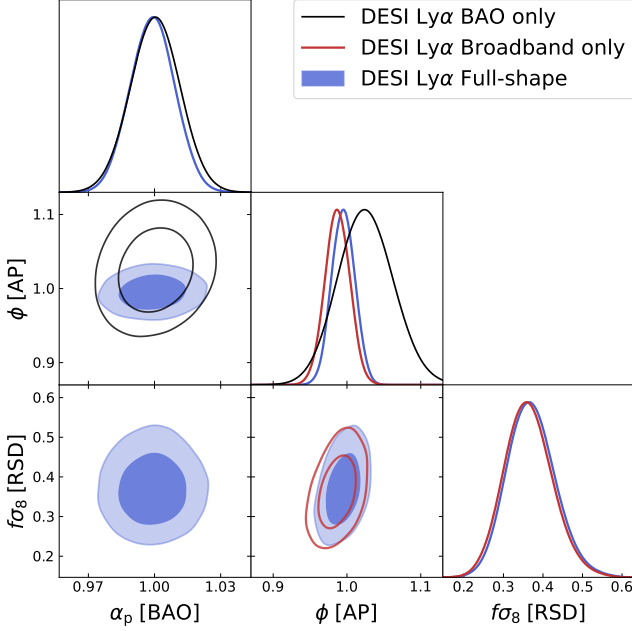 DESI Lyα BAO only
DESI Lyα Broadband only
DESI Lyα Full-shape
1.1
1.0
0.9
ϕ [AP]
0.6
0.5
0.4
0.3
0.2
fσ₈ [RSD]
0.97 1.00 1.03
0.9 1.0 1.1
0.2 0.3 0.4 0.5 0.6
αₚ [BAO]
ϕ [AP]
fσ₈ [RSD]